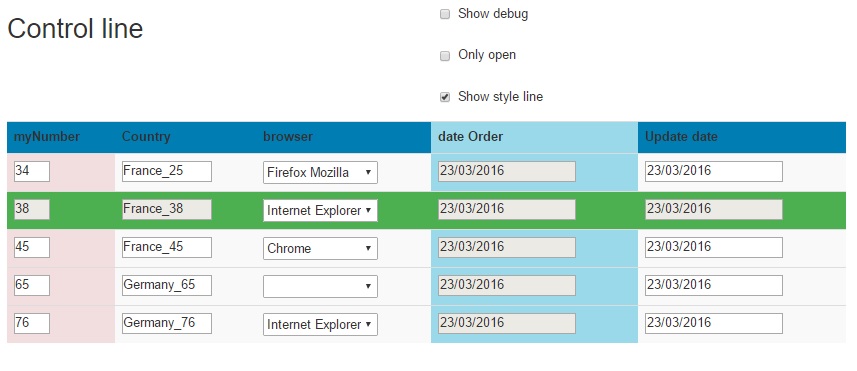 Control line
Show debug
Only open
Show style line
myNumber Country browser date Order Update date
34 France_25 Firefox Mozilla 23/03/2016 23/03/2016
38 France_38 Internet Explorer 23/03/2016 23/03/2016
45 France_45 Chrome 23/03/2016 23/03/2016
65 Germany_65 23/03/2016 23/03/2016
76 Germany_76 Internet Explorer 23/03/2016 23/03/2016